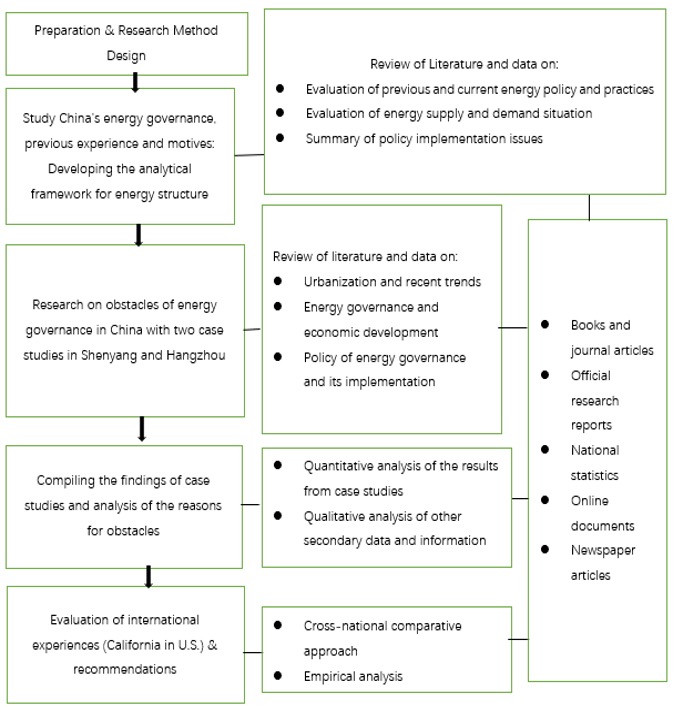 Preparation & Research Method
Design
Study China's energy governance,
previous experience and motives:
Developing the analytical
framework for energy structure
Review of Literature and data on:
● Evaluation of previous and current energy policy and practices
● Evaluation of energy supply and demand situation
● Summary of policy implementation issues
Research on obstacles of energy
governance in China with two case
studies in Shenyang and Hangzhou
Review of literature and data on:
● Urbanization and recent trends
● Energy governance and
economic development
● Policy of energy governance
and its implementation
Compiling the findings of case
studies and analysis of the reasons
for obstacles
● Quantitative analysis of the results
from case studies
● Qualitative analysis of other
secondary data and information
Evaluation of international
experiences (California in U.S.) &
recommendations
● Cross-national comparative
approach
● Empirical analysis
● Books and
journal articles
● Official
research
reports
● National
statistics
● Online
documents
● Newspaper
articles